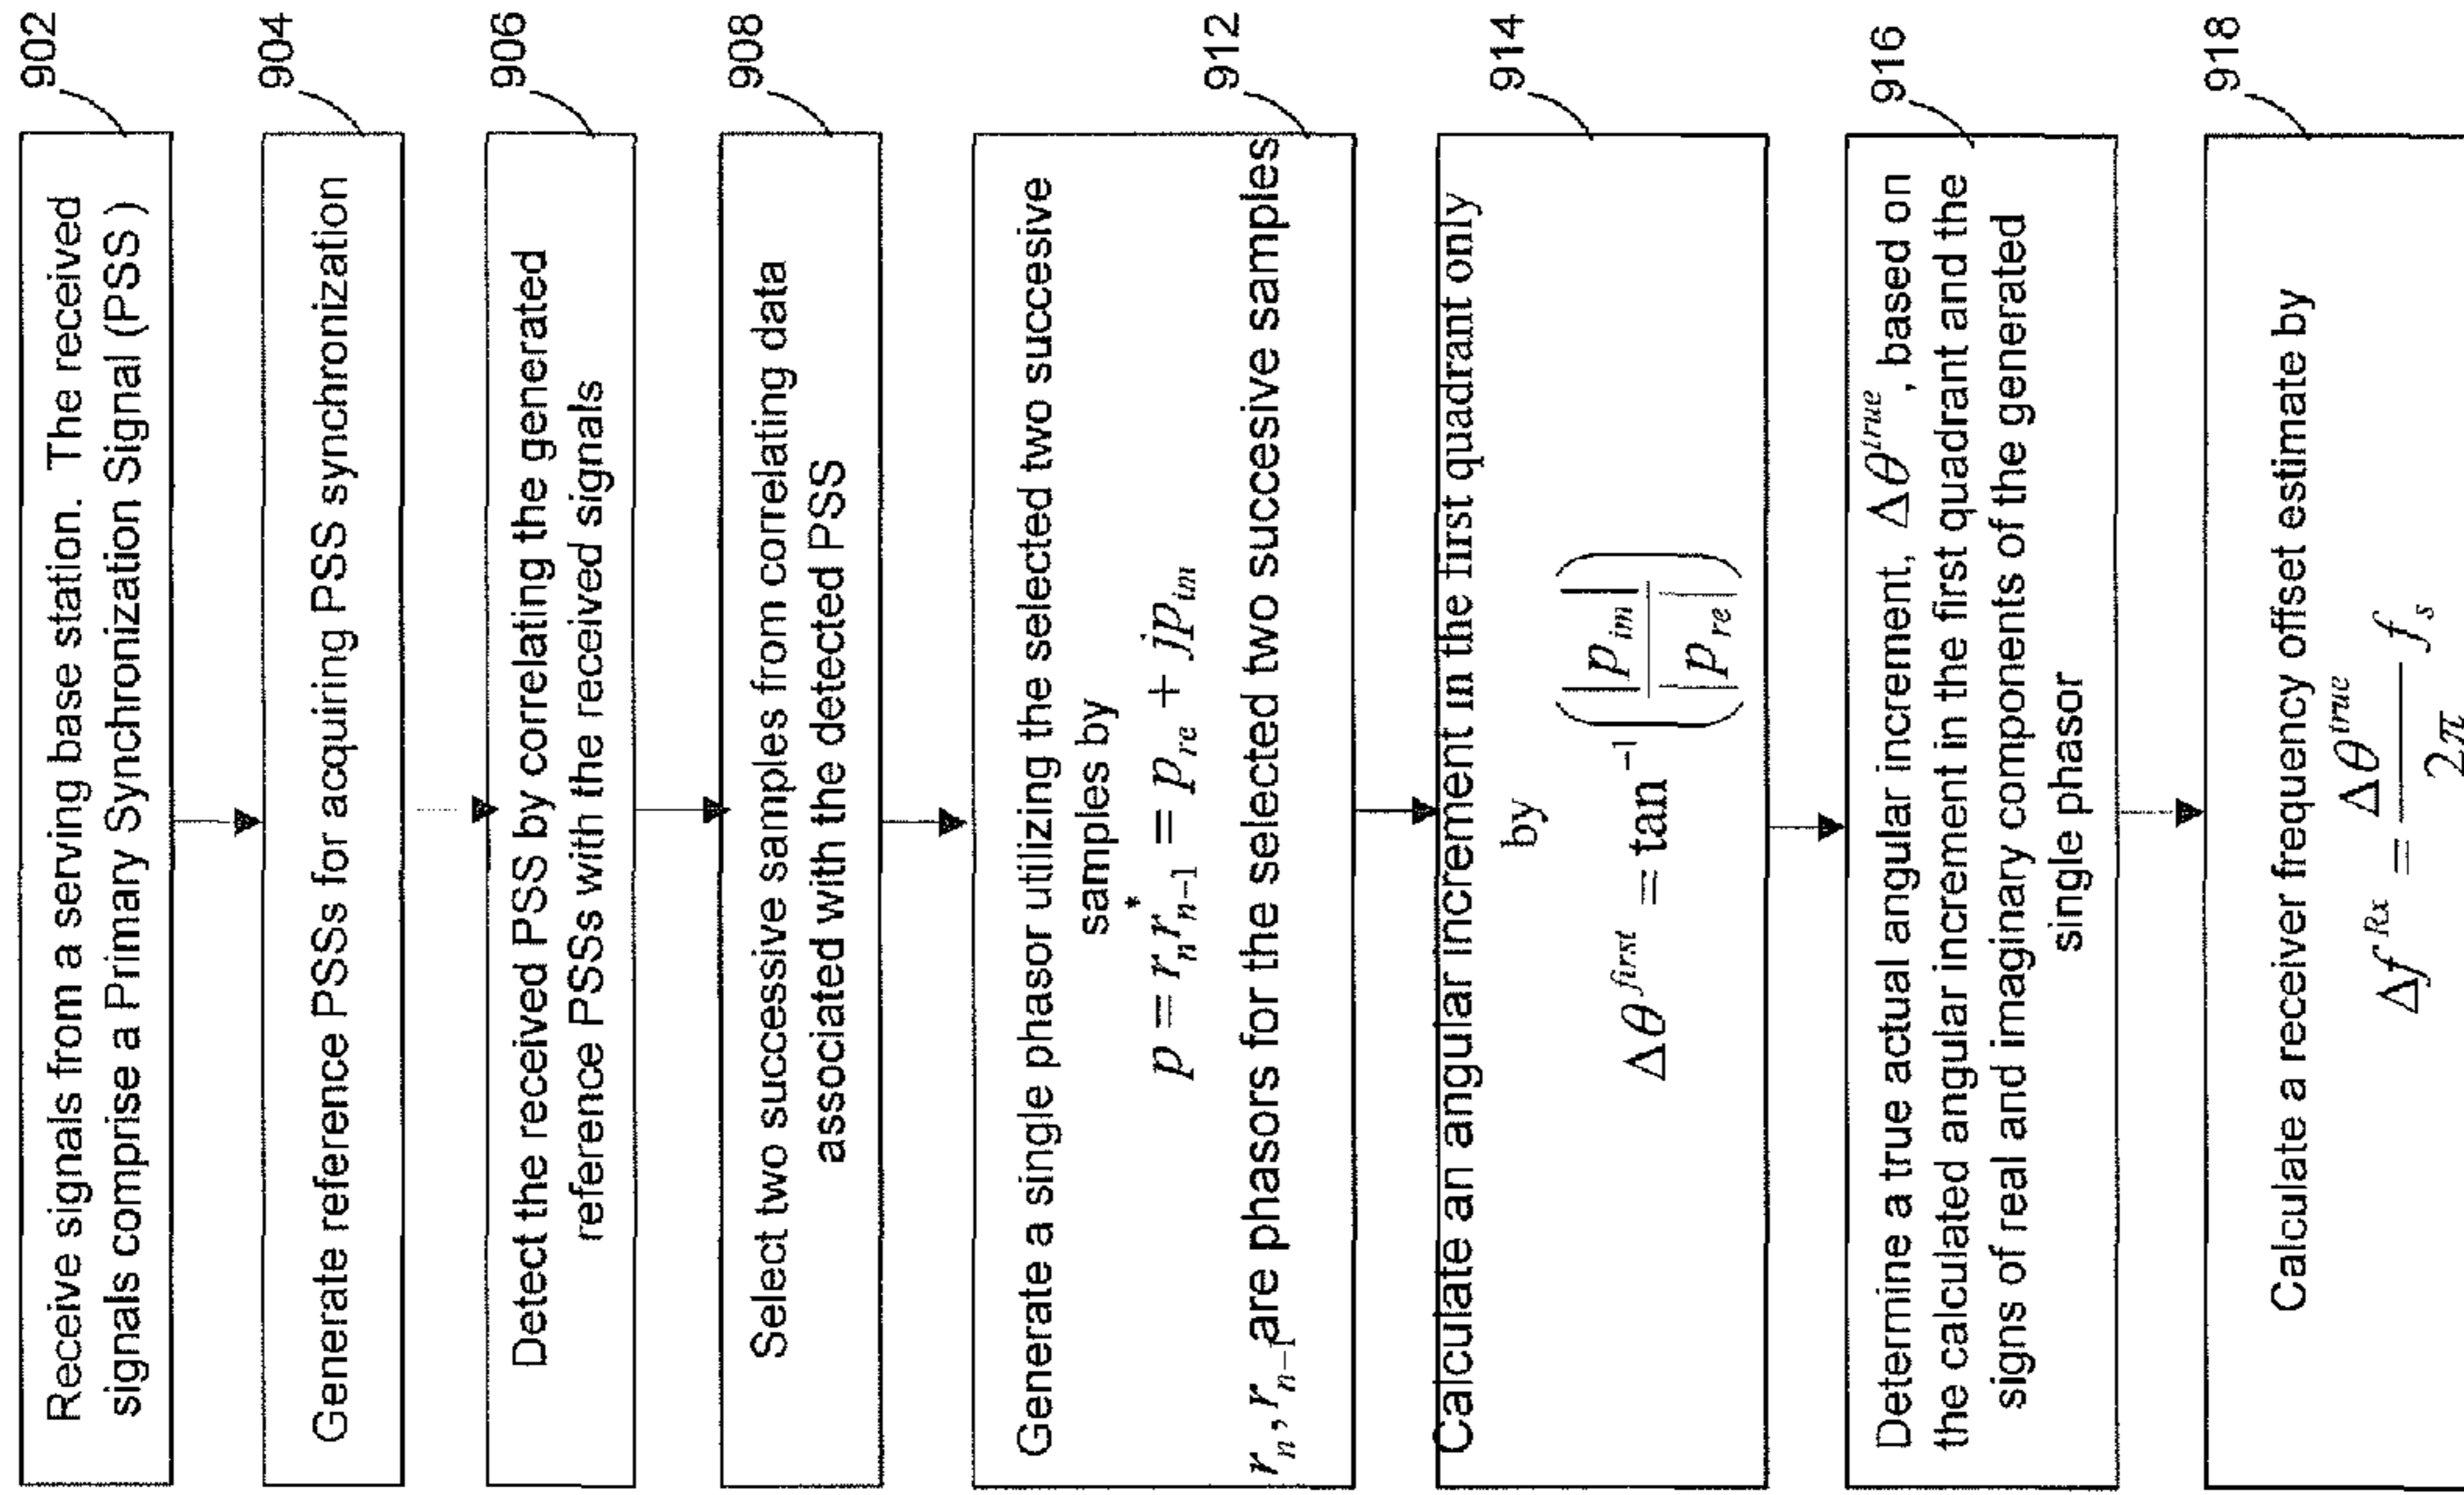 902
Receive signals from a serving base station. The received
signals comprise a Primary Synchronization Signal (PSS )
904
Generate reference PSSs for acquiring PSS synchronization
906
Detect the received PSS by correlating the generated
reference PSSs with the received signals
908
Select two successive samples from correlating data
associated with the detected PSS
912
Generate a single phasor utilizing the selected two succesive
samples by
p = r_n r*_{n−1} = p_re + jp_im
r_n, r_{n−1} are phasors for the selected two successive samples
914
Calculate an angular increment in the first quadrant only
by
Δθ^first = tan^−1 (|p_im| / |p_re|)
916
Determine a true actual angular increment, Δθ^true, based on
the calculated angular increment in the first quadrant and the
signs of real and imaginary components of the generated
single phasor
918
Calculate a receiver frequency offset estimate by
Δf^Rx = Δθ^true / 2π f_s